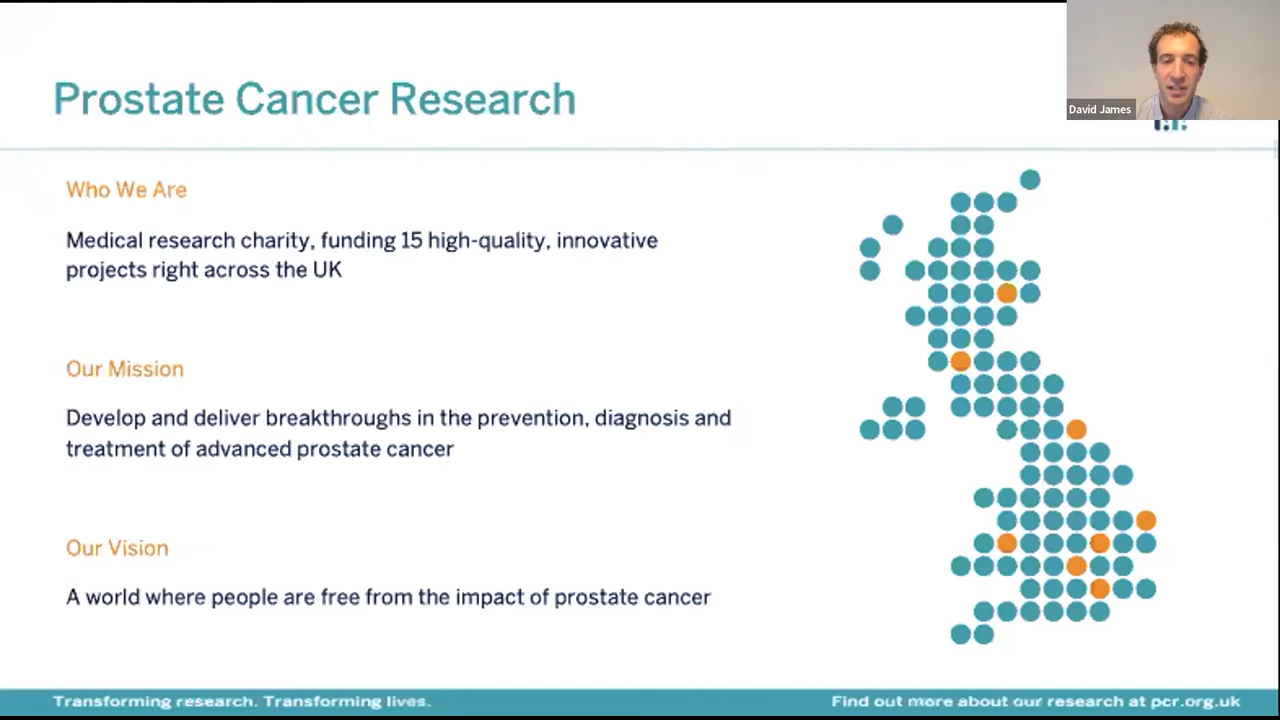 David James
Prostate Cancer Research
Who We Are
Medical research charity, funding 15 high-quality, innovative
projects right across the UK
Our Mission
Develop and deliver breakthroughs in the prevention, diagnosis and
treatment of advanced prostate cancer
Our Vision
A world where people are free from the impact of prostate cancer
Transforming research. Transforming lives.
Find out more about our research at pcr.org.uk